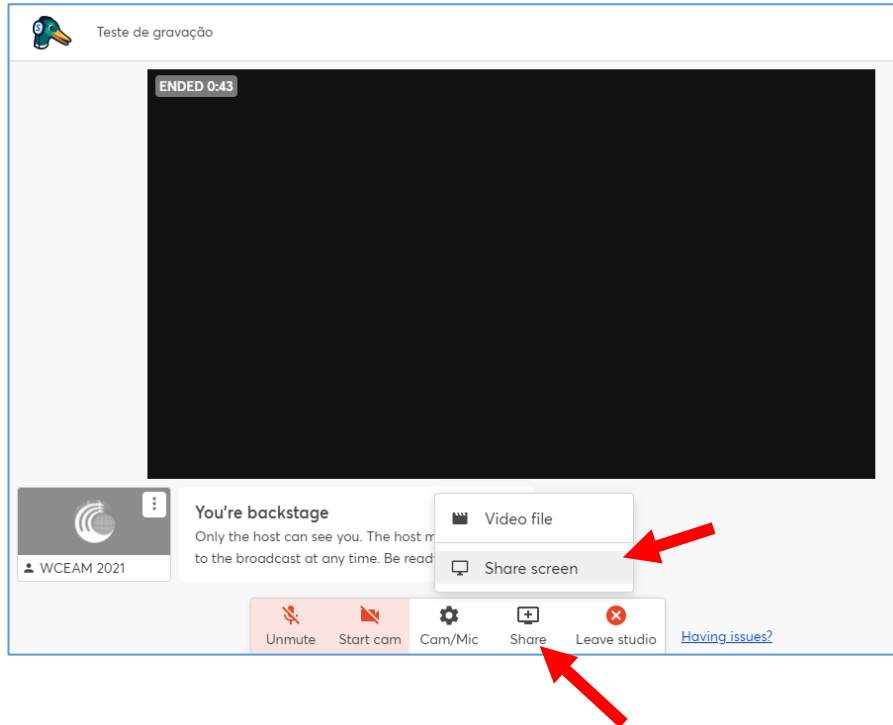 S
Teste de gravação
ENDED 0:43
You're backstage
Only the host can see you. The host m
to the broadcast at any time. Be read
Video file
Share screen
WCEAM 2021
Unmute
Start cam
Cam/Mic
Share
Leave studio
Having issues?